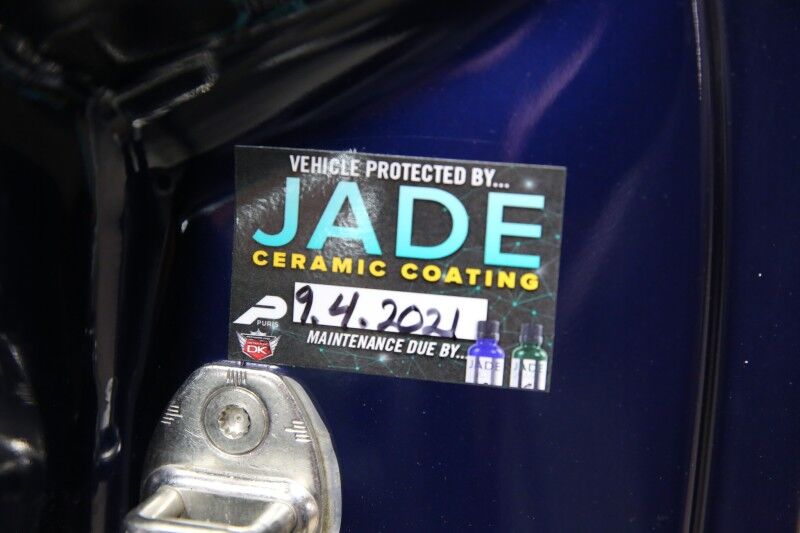 VEHICLE PROTECTED BY...
JADE
CERAMIC COATING
PURIS
9.4.2021
DK
MAINTENANCE DUE BY...
JADE
JADE